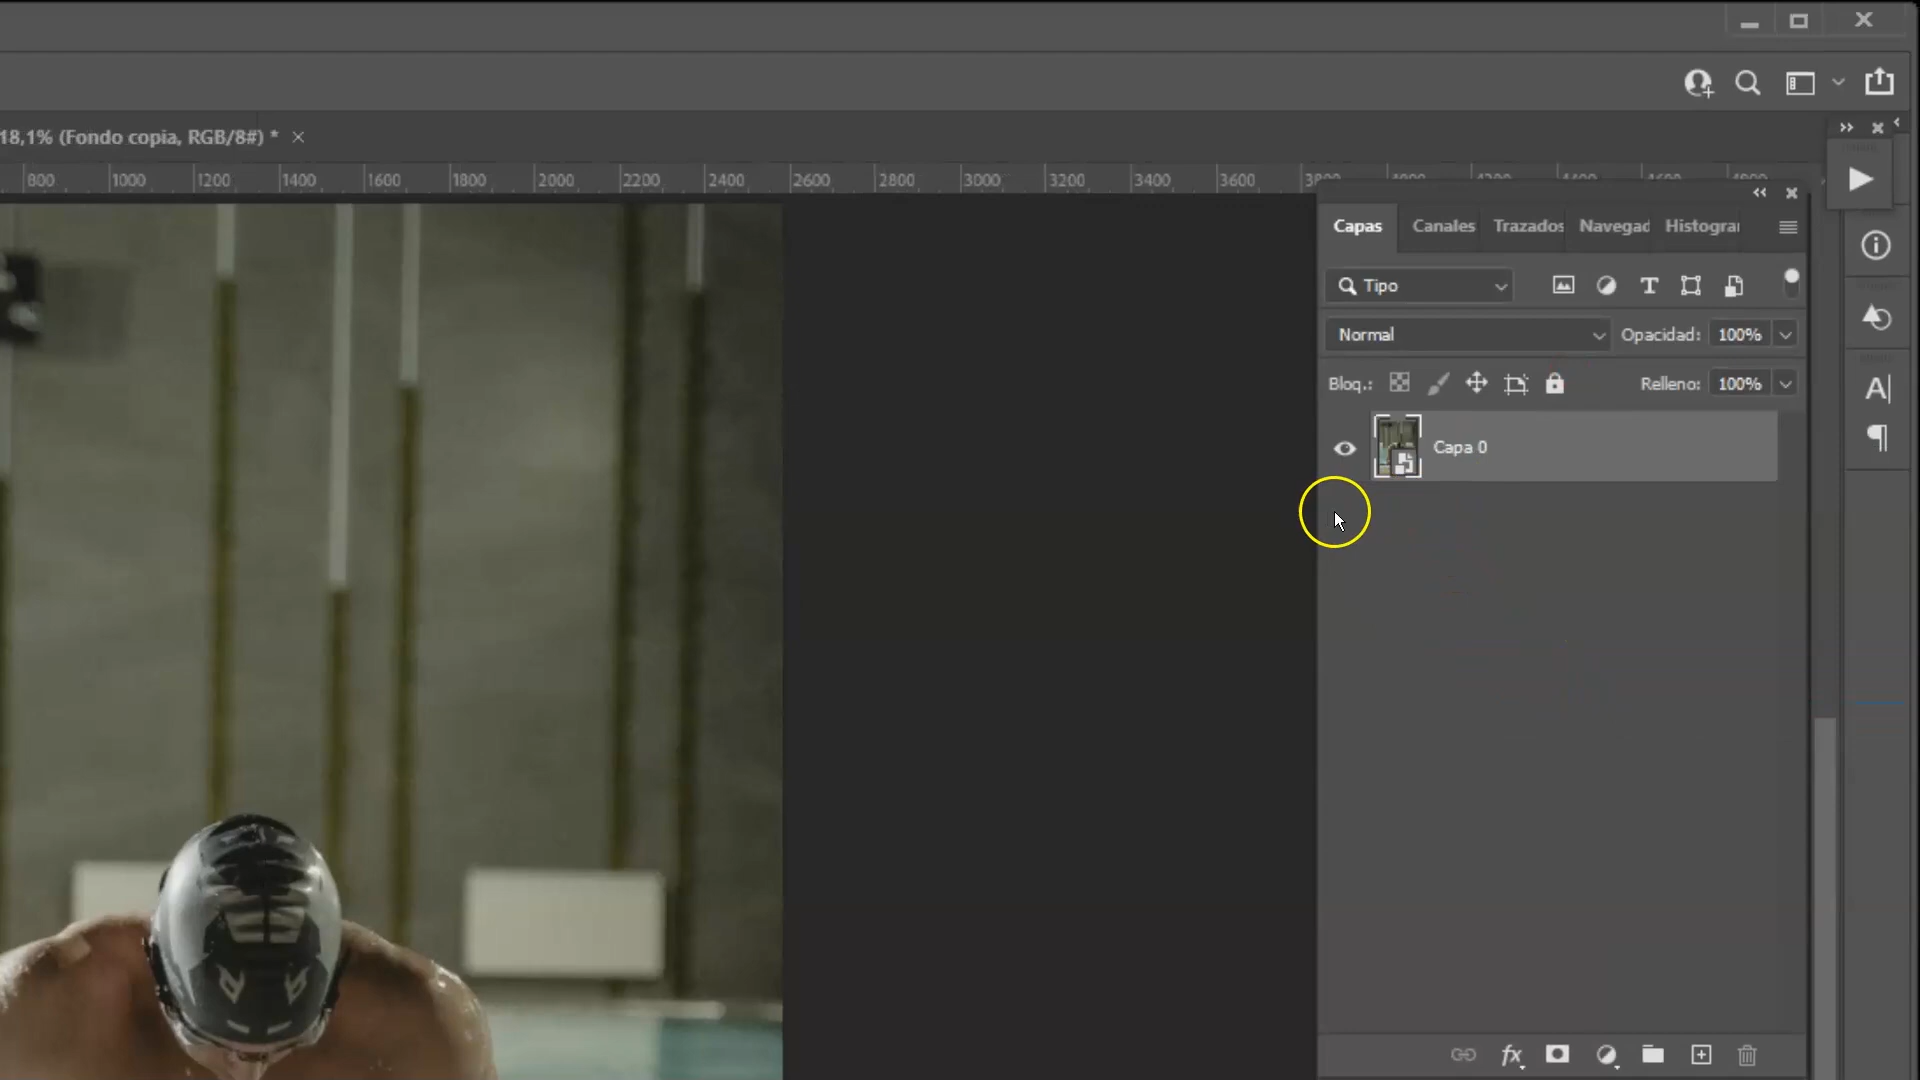 18,1% (Fondo copia, RGB/8#) *
800 1000 1200 1400 1600 1800 2000 2200 2400 2600 2800 3000 3200 3400 3600
Capas Canales Trazados Navegad Histogra
Tipo
Normal Opacidad: 100%
Bloq.: Relleno: 100%
Capa 0
fx